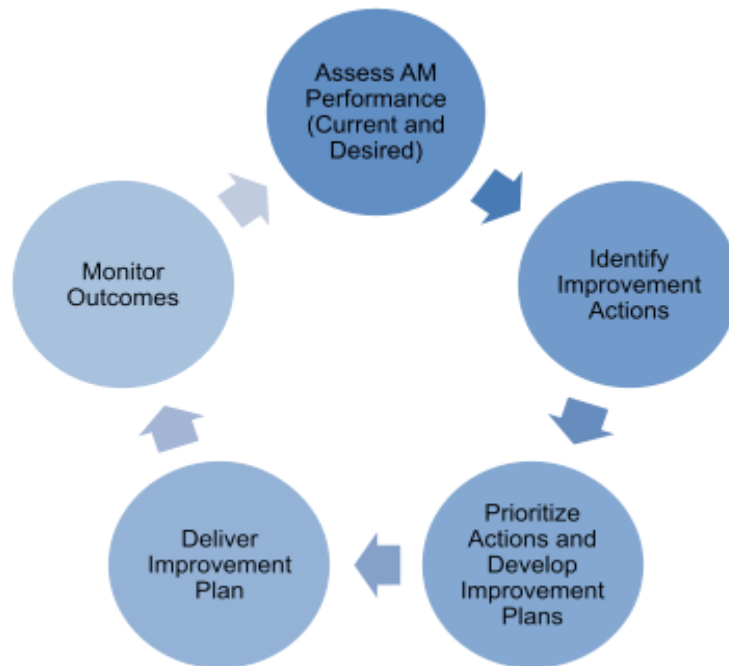 Assess AM
Performance
(Current and
Desired)
Identify
Improvement
Actions
Prioritize
Actions and
Develop
Improvement
Plans
Deliver
Improvement
Plan
Monitor
Outcomes